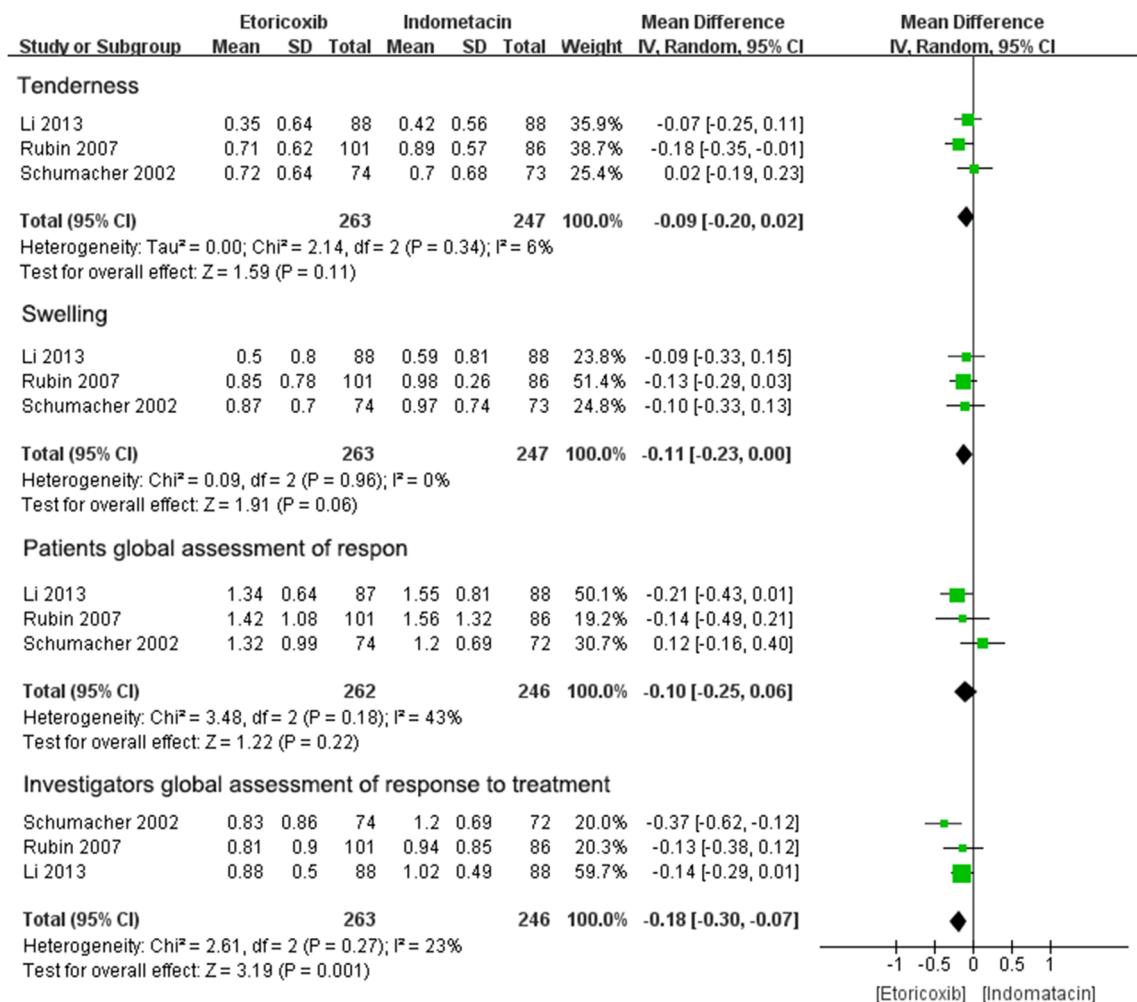 Etoricoxib Indometacin Mean Difference Mean Difference
Study or Subgroup Mean SD Total Mean SD Total Weight IV, Random, 95% CI IV, Random, 95% CI
Tenderness
Li 2013 0.35 0.64 88 0.42 0.56 88 35.9% -0.07 [-0.25, 0.11]
Rubin 2007 0.71 0.62 101 0.89 0.57 86 38.7% -0.18 [-0.35, -0.01]
Schumacher 2002 0.72 0.64 74 0.7 0.68 73 25.4% 0.02 [-0.19, 0.23]
Total (95% CI) 263 247 100.0% -0.09 [-0.20, 0.02]
Heterogeneity: Tau² = 0.00; Chi² = 2.14, df = 2 (P = 0.34); I² = 6%
Test for overall effect: Z = 1.59 (P = 0.11)
Swelling
Li 2013 0.5 0.8 88 0.59 0.81 88 23.8% -0.09 [-0.33, 0.15]
Rubin 2007 0.85 0.78 101 0.98 0.26 86 51.4% -0.13 [-0.29, 0.03]
Schumacher 2002 0.87 0.7 74 0.97 0.74 73 24.8% -0.10 [-0.33, 0.13]
Total (95% CI) 263 247 100.0% -0.11 [-0.23, 0.00]
Heterogeneity: Chi² = 0.09, df = 2 (P = 0.96); I² = 0%
Test for overall effect: Z = 1.91 (P = 0.06)
Patients global assessment of respon
Li 2013 1.34 0.64 87 1.55 0.81 88 50.1% -0.21 [-0.43, 0.01]
Rubin 2007 1.42 1.08 101 1.56 1.32 86 19.2% -0.14 [-0.49, 0.21]
Schumacher 2002 1.32 0.99 74 1.2 0.69 72 30.7% 0.12 [-0.16, 0.40]
Total (95% CI) 262 246 100.0% -0.10 [-0.25, 0.06]
Heterogeneity: Chi² = 3.48, df = 2 (P = 0.18); I² = 43%
Test for overall effect: Z = 1.22 (P = 0.22)
Investigators global assessment of response to treatment
Schumacher 2002 0.83 0.86 74 1.2 0.69 72 20.0% -0.37 [-0.62, -0.12]
Rubin 2007 0.81 0.9 101 0.94 0.85 86 20.3% -0.13 [-0.38, 0.12]
Li 2013 0.88 0.5 88 1.02 0.49 88 59.7% -0.14 [-0.29, 0.01]
Total (95% CI) 263 246 100.0% -0.18 [-0.30, -0.07]
Heterogeneity: Chi² = 2.61, df = 2 (P = 0.27); I² = 23%
Test for overall effect: Z = 3.19 (P = 0.001)
-1 -0.5 0 0.5 1
[Etoricoxib] [Indomatacin]